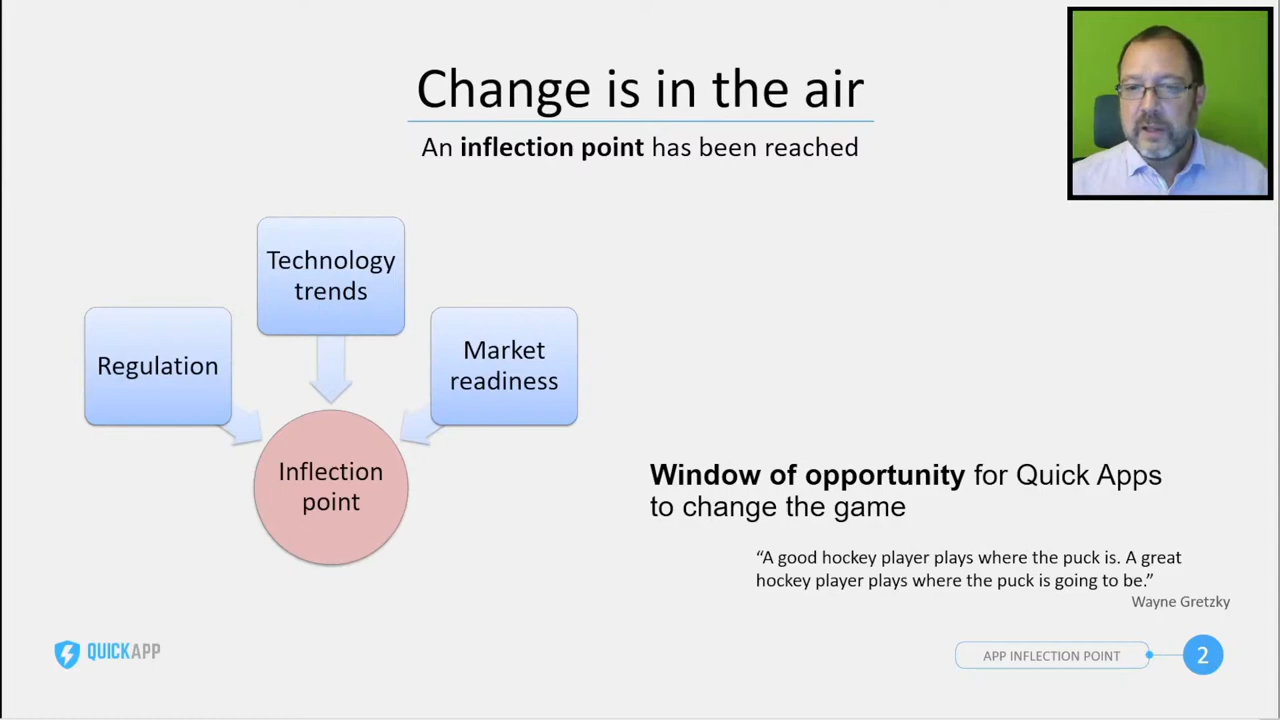 Change is in the air
An inflection point has been reached
Technology
trends
Regulation
Market
readiness
Inflection
point
Window of opportunity for Quick Apps
to change the game
“A good hockey player plays where the puck is. A great
hockey player plays where the puck is going to be.”
Wayne Gretzky
QUICKAPP
APP INFLECTION POINT
2